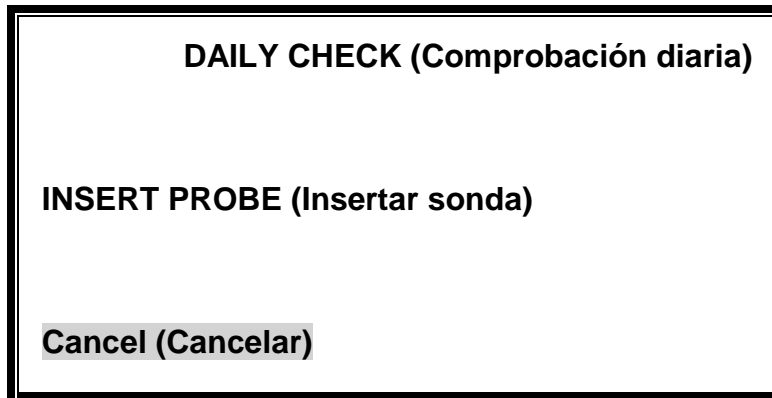 DAILY CHECK (Comprobación diaria)
INSERT PROBE (Insertar sonda)
Cancel (Cancelar)